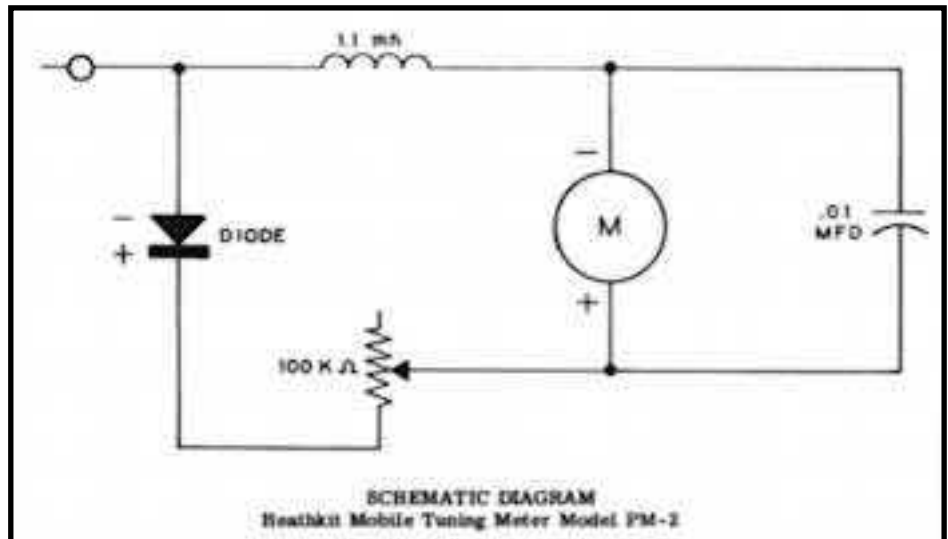 1.1 mh
−
M
+
.01
MFD
−
+
DIODE
100 K Ω
SCHEMATIC DIAGRAM
Heathkit Mobile Tuning Meter Model PM-2